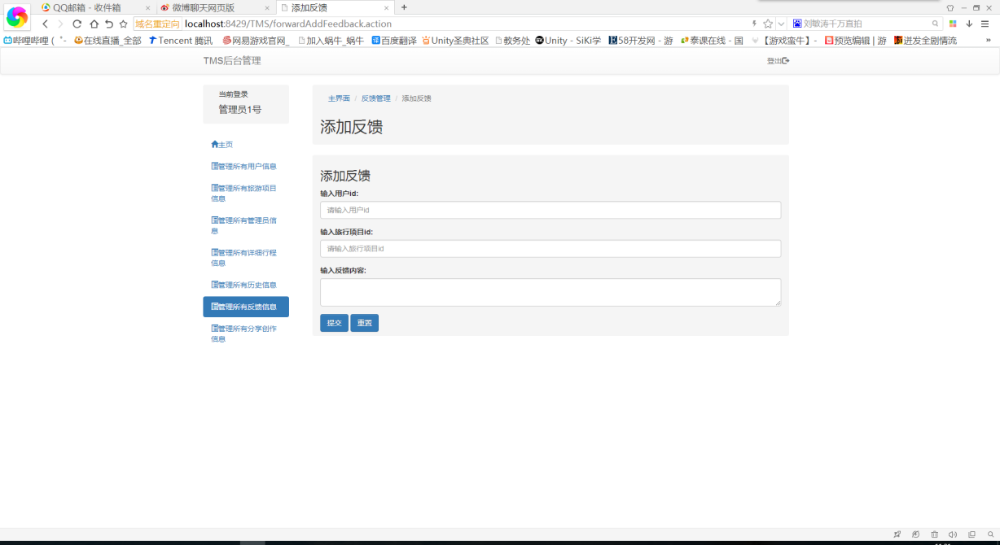 QQ邮箱 - 收件箱 微博聊天网页版 添加反馈
域名重定向 localhost:8429/TMS/forwardAddFeedback.action 刘敏涛千万直拍
哔哩哔哩 ( ゜- 在线直播_全部 Tencent 腾讯 网易游戏官网_ 加入蜗牛_蜗牛 百度翻译 Unity圣典社区 教务处 Unity - SiKi学 58开发网 - 游 泰课在线 - 国 【游戏蛮牛】- 预览编辑 | 游 迸发全剧情流 »
TMS后台管理 登出
当前登录
管理员1号
主页
管理所有用户信息
管理所有旅游项目
信息
管理所有管理员信
息
管理所有详细行程
信息
管理所有历史信息
管理所有反馈信息
管理所有分享创作
信息
主界面 / 反馈管理 / 添加反馈
添加反馈
添加反馈
输入用户id:
请输入用户id
输入旅行项目id:
请输入旅行项目id
输入反馈内容:
提交 重置